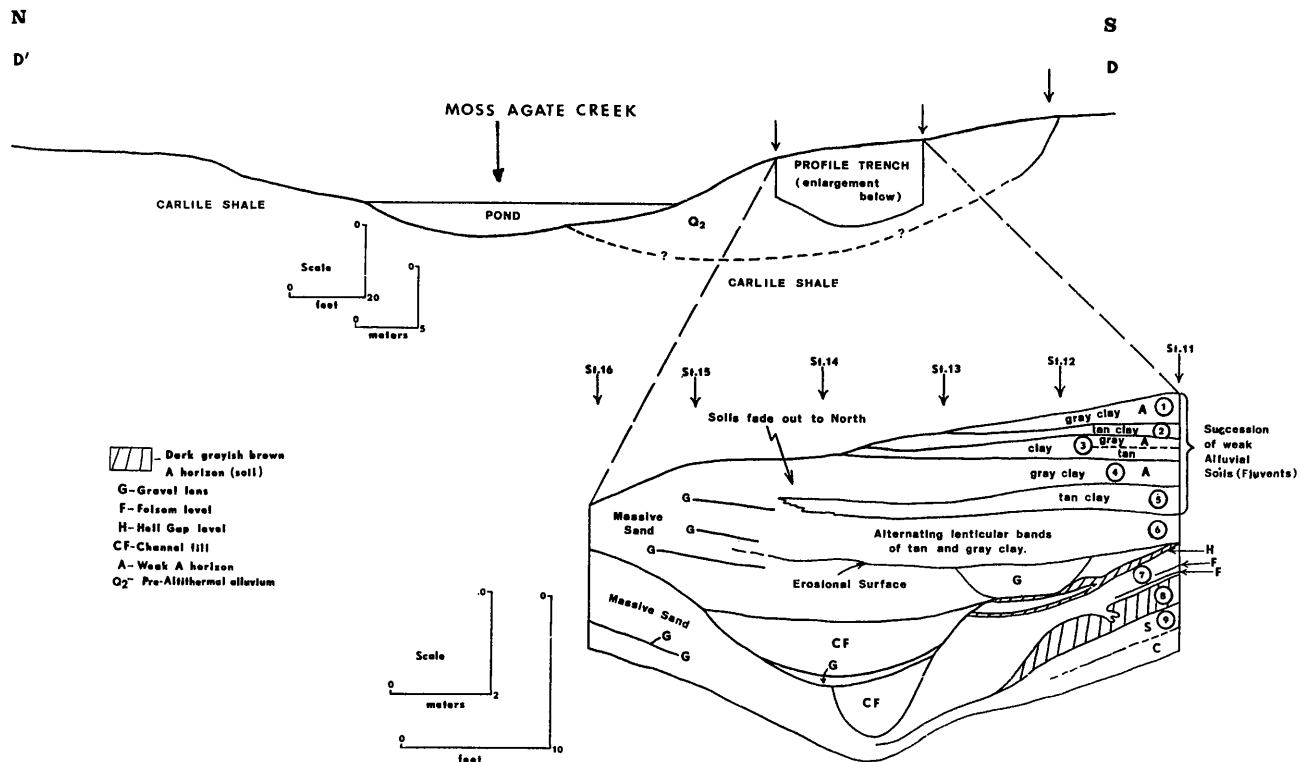 N
S
D'
D
MOSS AGATE CREEK
PROFILE TRENCH
(enlargement
below)
CARLILE SHALE
POND
Q2
?
?
CARLILE SHALE
0
Scale
0
20
feet
0
0
5
meters
St.11
St.16
St.15
St.14
St.13
St.12
Soils fade out to North
gray clay A 1
tan clay 2
clay 3 gray A
tan
gray clay 4 A
tan clay 5
Succession
of weak
Alluvial
Soils (Fluvents)
Dark grayish brown
A horizon (soil)
G-Gravel lens
F-Folsom level
H-Hell Gap level
CF-Channel fill
A-Weak A horizon
Q2- Pre-Altithermal alluvium
G
Massive
Sand
G
G
Alternating lenticular bands
of tan and gray clay.
6
Erosional Surface
G
H
F
F
7
8
9
S
C
Massive Sand
G
G
CF
G
CF
.0
Scale
0
2
meters
0
0
10
feet